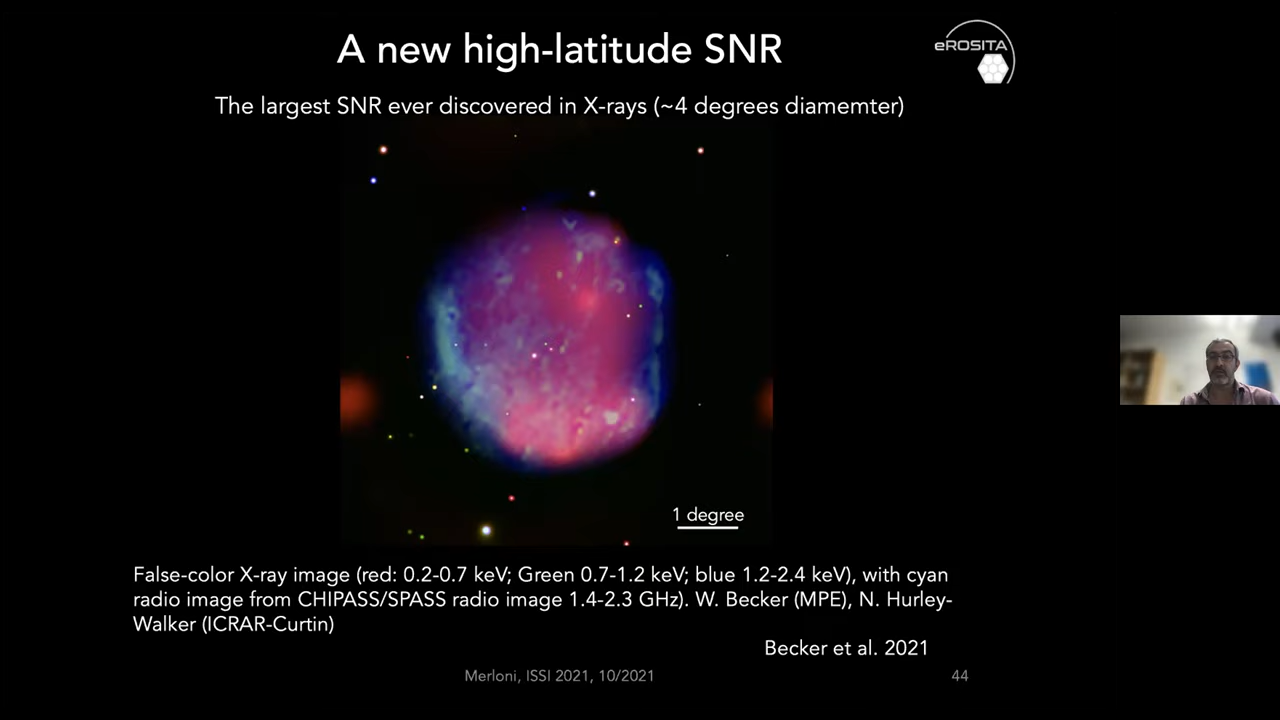 A new high-latitude SNR
eROSITA
The largest SNR ever discovered in X-rays (~4 degrees diamemter)
1 degree
False-color X-ray image (red: 0.2-0.7 keV; Green 0.7-1.2 keV; blue 1.2-2.4 keV), with cyan
radio image from CHIPASS/SPASS radio image 1.4-2.3 GHz). W. Becker (MPE), N. Hurley-
Walker (ICRAR-Curtin)
Becker et al. 2021
Merloni, ISSI 2021, 10/2021
44